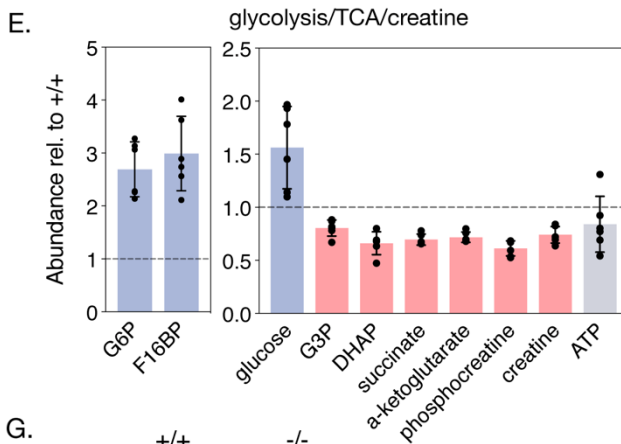 E.
glycolysis/TCA/creatine
Abundance rel. to +/+
5
4
3
2
1
0
2.5
2.0
1.5
1.0
0.5
0.0
G6P
F16BP
glucose
G3P
DHAP
succinate
a-ketoglutarate
phosphocreatine
creatine
ATP
G.
+/+ -/-